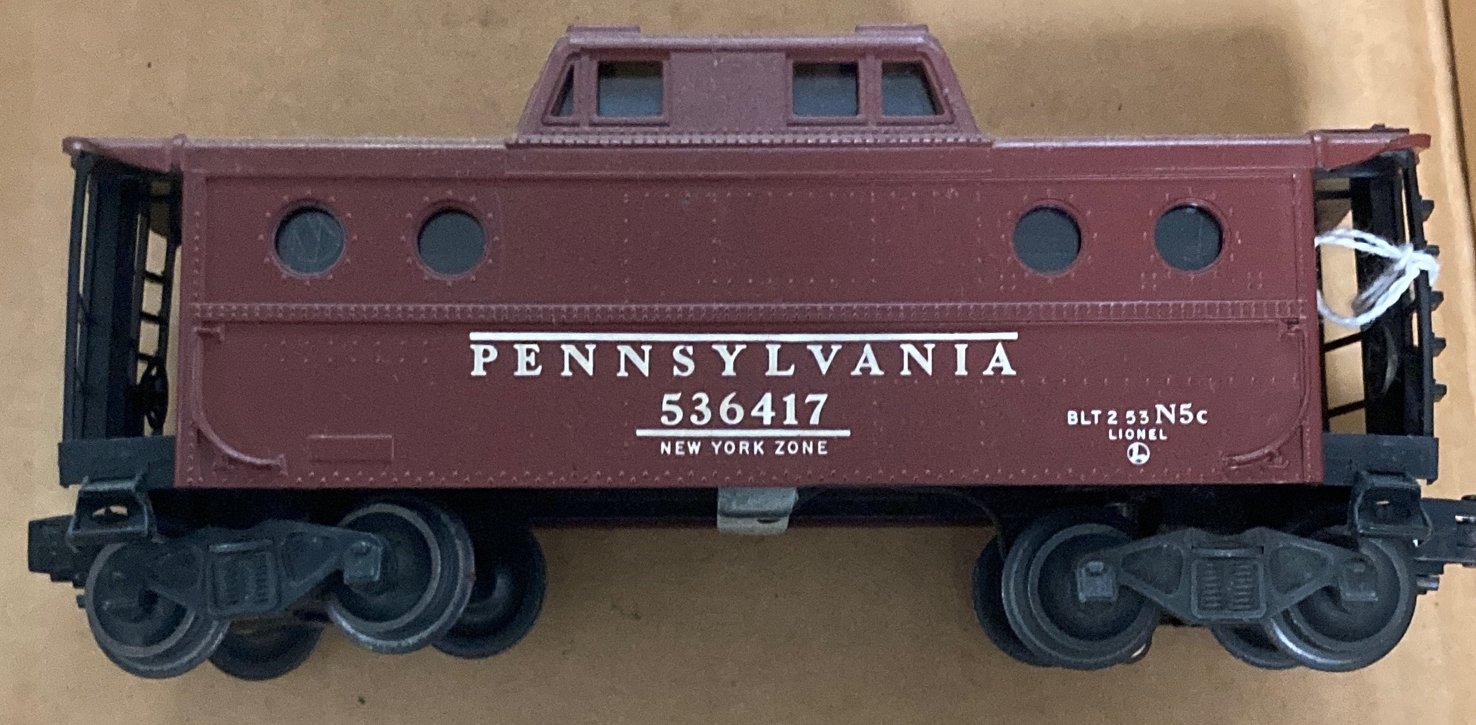 PENNSYLVANIA
536417
NEW YORK ZONE
BLT 2 53 N5c
LIONEL
L